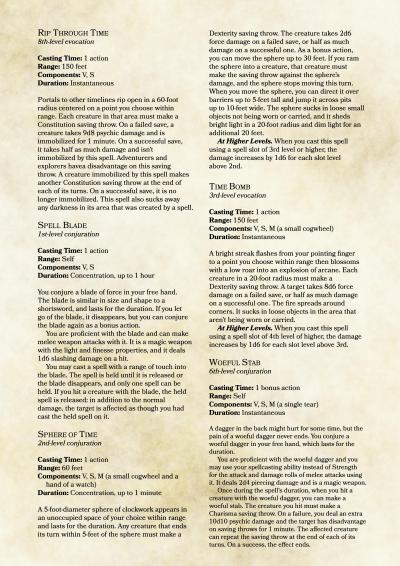 RIP THROUGH TIME
8th-level evocation
Casting Time: 1 action
Range: 150 feet
Components: V, S
Duration: Instantaneous
Portals to other timelines rip open in a 60-foot
radius centered on a point you choose within
range. Each creature in that area must make a
Constitution saving throw. On a failed save, a
creature takes 9d8 psychic damage and is
immobilized for 1 minute. On a successful save,
it takes half as much damage and isn't
immobilized by this spell. Adventurers and
explorers havea disadvantage on this saving
throw. A creature immobilized by this spell makes
another Constitution saving throw at the end of
each of its turns. On a successful save, it is no
longer immobilized. This spell also sucks away
any darkness in its area that was created by a spell.
SPELL BLADE
1st-level conjuration
Casting Time: 1 action
Range: Self
Components: V, S
Duration: Concentration, up to 1 hour
You conjure a blade of force in your free hand.
The blade is similar in size and shape to a
shortsword, and lasts for the duration. If you let
go of the blade, it disappears, but you can conjure
the blade again as a bonus action.
You are proficient with the blade and can make
melee weapon attacks with it. It is a magic weapon
with the light and finesse properties, and it deals
1d6 slashing damage on a hit.
You may cast a spell with a range of touch into
the blade. The spell is held until it is released or
the blade disappears, and only one spell can be
held. If you hit a creature with the blade, the held
spell is released: in addition to the normal
damage, the target is affected as though you had
cast the held spell on it.
SPHERE OF TIME
2nd-level conjuration
Casting Time: 1 action
Range: 60 feet
Components: V, S, M (a small cogwheel and a
hand of a watch)
Duration: Concentration, up to 1 minute
A 5-foot-diameter sphere of clockwork appears in
an unoccupied space of your choice within range
and lasts for the duration. Any creature that ends
its turn within 5-feet of the sphere must make a
Dexterity saving throw. The creature takes 2d6
force damage on a failed save, or half as much
damage on a successful one. As a bonus action,
you can move the sphere up to 30 feet. If you ram
the sphere into a creature, that creature must
make the saving throw against the sphere's
damage, and the sphere stops moving this turn.
When you move the sphere, you can direct it over
barriers up to 5-feet tall and jump it across pits
up to 10-feet wide. The sphere sucks in loose small
objects not being worn or carried, and it sheds
bright light in a 20-foot radius and dim light for an
additional 20 feet.
At Higher Levels. When you cast this spell
using a spell slot of 3rd level or higher, the
damage increases by 1d6 for each slot level
above 2nd.
TIME BOMB
3rd-level evocation
Casting Time: 1 action
Range: 150 feet
Components: V, S, M (a small cogwheel)
Duration: Instantaneous
A bright streak flashes from your pointing finger
to a point you choose within range then blossoms
with a low roar into an explosion of arcane. Each
creature in a 20-foot radius must make a
Dexterity saving throw. A target takes 8d6 force
damage on a failed save, or half as much damage
on a successful one. The fire spreads around
corners. It sucks in loose objects in the area that
aren't being worn or carried.
At Higher Levels. When you cast this spell
using a spell slot of 4th level of higher, the damage
increases by 1d6 for each slot level above 3rd.
WOEFUL STAB
6th-level conjuration
Casting Time: 1 bonus action
Range: Self
Components: V, S, M (a single tear)
Duration: Instantaneous
A dagger in the back might hurt for some time, but the
pain of a woeful dagger never ends. You conjure a
woeful dagger in your free hand, which lasts for the
duration.
You are proficient with the woeful dagger and you
may use your spellcasting ability instead of Strength
for the attack and damage rolls of melee attacks using
it. It deals 2d4 piercing damage and is a magic weapon.
Once during the spell's duration, when you hit a
creature with the woeful dagger, you can make a
woeful stab. The creature you hit must make a
Charisma saving throw. On a failure, you deal an extra
10d10 psychic damage and the target has disadvantage
on saving throws for 1 minute. The affected creature
can repeat the saving throw at the end of each of its
turns. On a success, the effect ends.